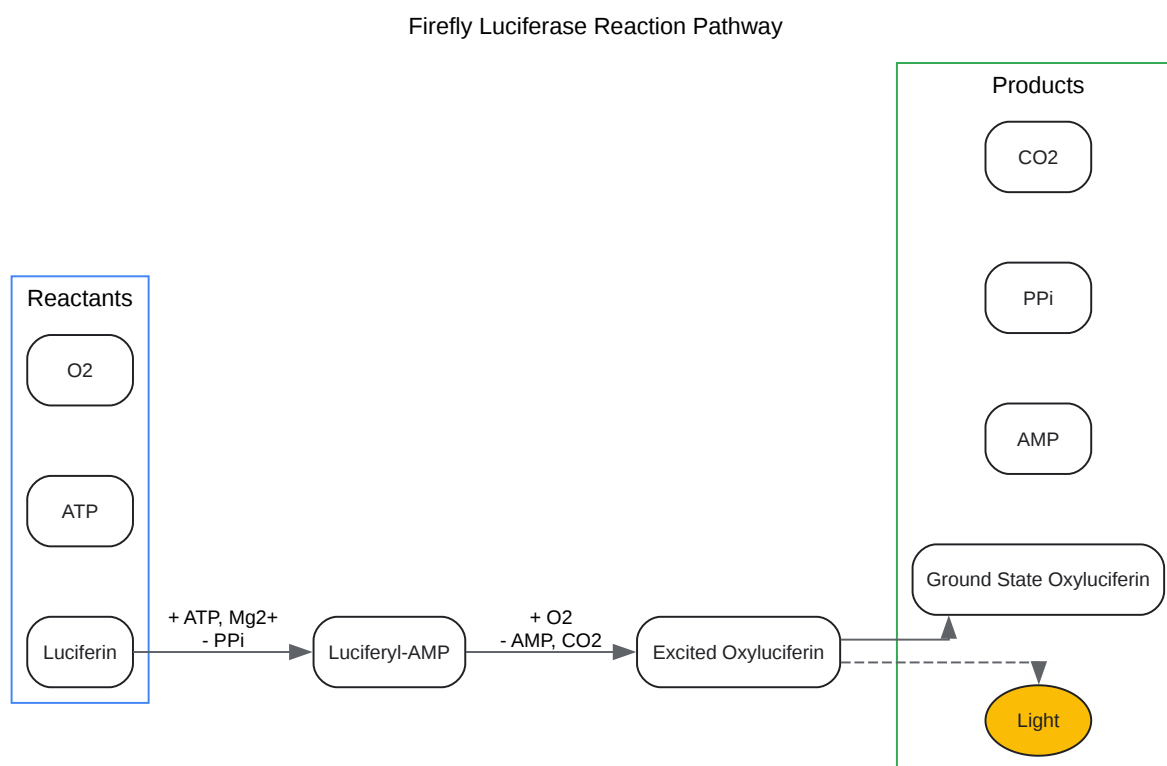 Firefly Luciferase Reaction Pathway
Products
CO2
PPi
AMP
Ground State Oxyluciferin
Light
Reactants
O2
ATP
Luciferin
+ ATP, Mg2+
- PPi
Luciferyl-AMP
+ O2
- AMP, CO2
Excited Oxyluciferin